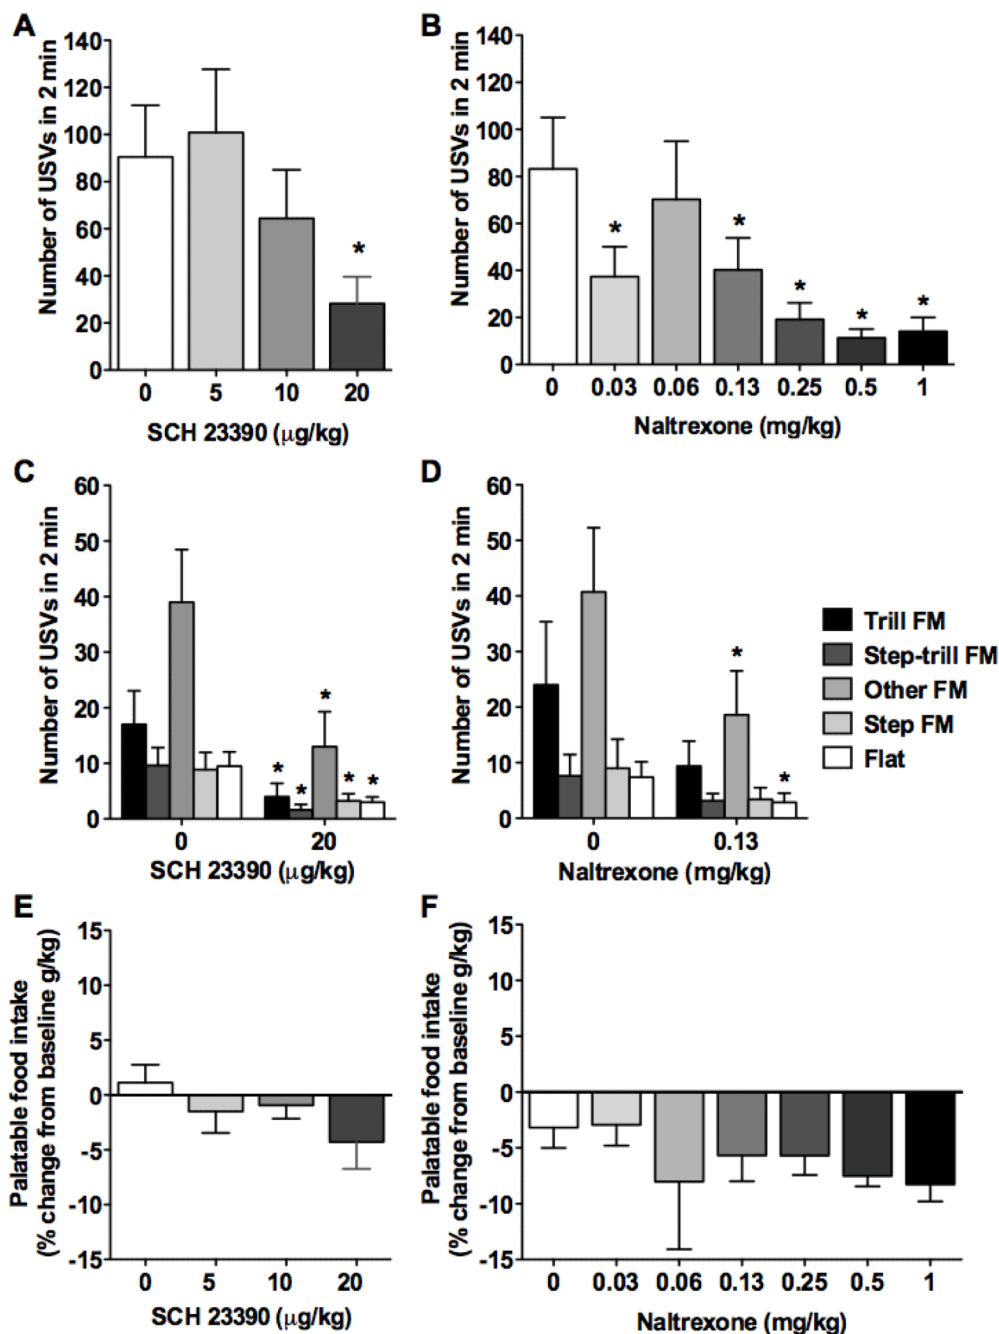 A
Number of USVs in 2 min
140
120
100
80
60
40
20
0
*
0 5 10 20
SCH 23390 (μg/kg)
B
Number of USVs in 2 min
140
120
100
80
60
40
20
0
* * * * *
0 0.03 0.06 0.13 0.25 0.5 1
Naltrexone (mg/kg)
C
Number of USVs in 2 min
60
50
40
30
20
10
0
* * * * *
0 20
SCH 23390 (μg/kg)
D
Number of USVs in 2 min
60
50
40
30
20
10
0
* *
0 0.13
Naltrexone (mg/kg)
Trill FM
Step-trill FM
Other FM
Step FM
Flat
E
Palatable food intake
(% change from baseline g/kg)
15
10
5
0
-5
-10
-15
0 5 10 20
SCH 23390 (μg/kg)
F
Palatable food intake
(% change from baseline g/kg)
15
10
5
0
-5
-10
-15
0 0.03 0.06 0.13 0.25 0.5 1
Naltrexone (mg/kg)